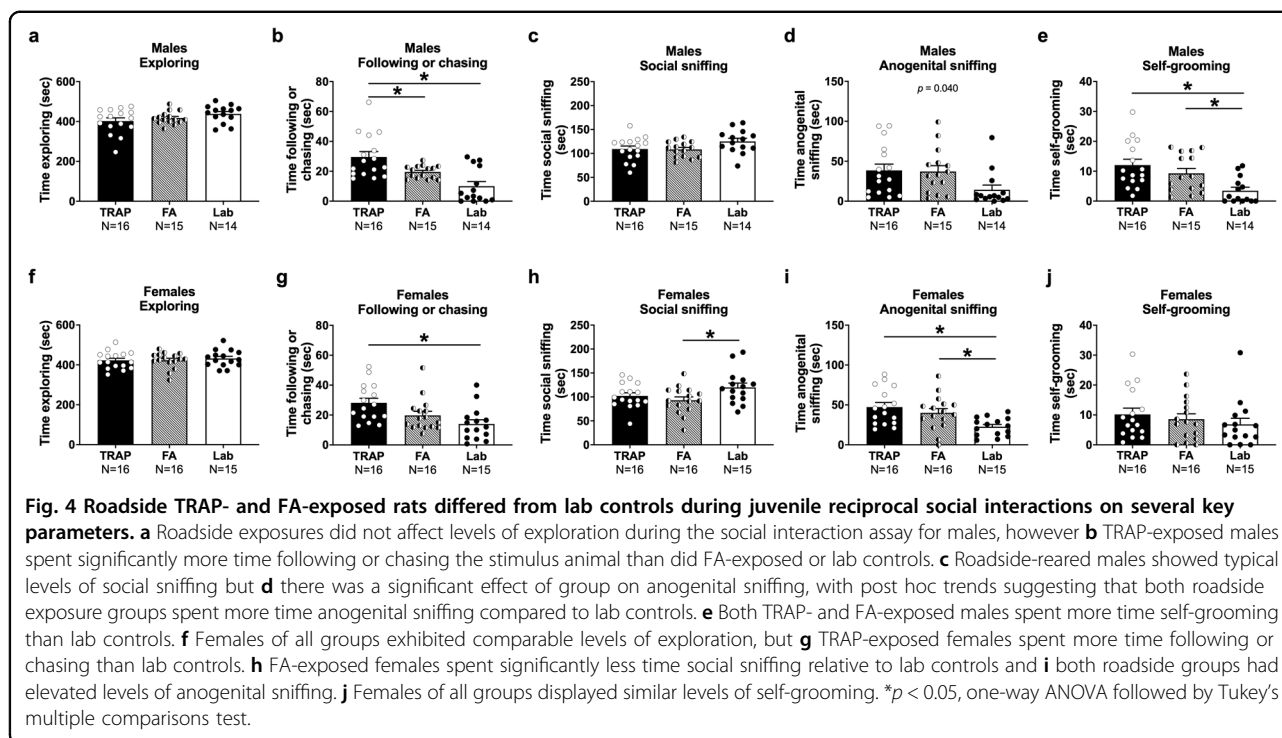 a
Males
Exploring
Time exploring (sec)
600
400
200
0
TRAP FA Lab
N=16 N=15 N=14
b
Males
Following or chasing
Time following or
chasing (sec)
80
60
40
20
0
*
*
TRAP FA Lab
N=16 N=15 N=14
c
Males
Social sniffing
Time social sniffing
(sec)
250
200
150
100
50
0
TRAP FA Lab
N=16 N=15 N=14
d
Males
Anogenital sniffing
Time anogenital
sniffing (sec)
150
100
50
0
p = 0.040
TRAP FA Lab
N=16 N=15 N=14
e
Males
Self-grooming
Time self-grooming
(sec)
40
30
20
10
0
*
*
TRAP FA Lab
N=16 N=15 N=14
f
Females
Exploring
Time exploring (sec)
600
400
200
0
TRAP FA Lab
N=16 N=16 N=15
g
Females
Following or chasing
Time following or
chasing (sec)
80
60
40
20
0
*
TRAP FA Lab
N=16 N=16 N=15
h
Females
Social sniffing
Time social sniffing
(sec)
250
200
150
100
50
0
*
TRAP FA Lab
N=16 N=16 N=15
i
Females
Anogenital sniffing
Time anogenital
sniffing (sec)
150
100
50
0
*
*
TRAP FA Lab
N=16 N=16 N=15
j
Females
Self-grooming
Time self-grooming
(sec)
40
30
20
10
0
TRAP FA Lab
N=16 N=16 N=15
Fig. 4 Roadside TRAP- and FA-exposed rats differed from lab controls during juvenile reciprocal social interactions on several key
parameters. a Roadside exposures did not affect levels of exploration during the social interaction assay for males, however b TRAP-exposed males
spent significantly more time following or chasing the stimulus animal than did FA-exposed or lab controls. c Roadside-reared males showed typical
levels of social sniffing but d there was a significant effect of group on anogenital sniffing, with post hoc trends suggesting that both roadside
exposure groups spent more time anogenital sniffing compared to lab controls. e Both TRAP- and FA-exposed males spent more time self-grooming
than lab controls. f Females of all groups exhibited comparable levels of exploration, but g TRAP-exposed females spent more time following or
chasing than lab controls. h FA-exposed females spent significantly less time social sniffing relative to lab controls and i both roadside groups had
elevated levels of anogenital sniffing. j Females of all groups displayed similar levels of self-grooming. *p < 0.05, one-way ANOVA followed by Tukey's
multiple comparisons test.